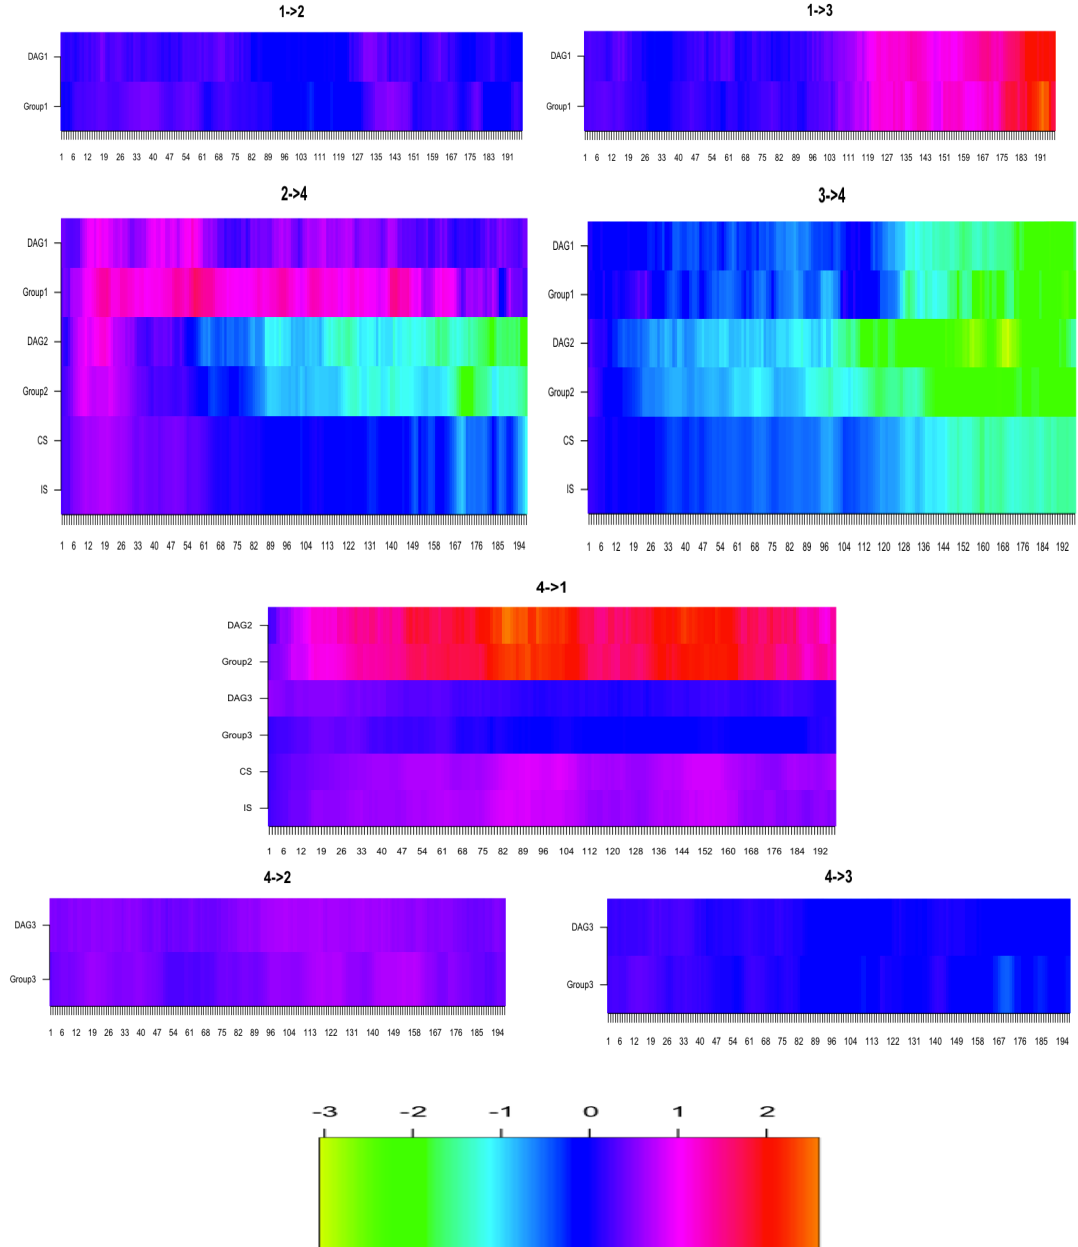 1->2
DAG1
Group1
1 6 12 19 26 33 40 47 54 61 68 75 82 89 96 103 111 119 127 135 143 151 159 167 175 183 191
1->3
DAG1
Group1
1 6 12 19 26 33 40 47 54 61 68 75 82 89 96 103 111 119 127 135 143 151 159 167 175 183 191
2->4
DAG1
Group1
DAG2
Group2
CS
IS
1 6 12 19 26 33 40 47 54 61 68 75 82 89 96 104 113 122 131 140 149 158 167 176 185 194
3->4
DAG1
Group1
DAG2
Group2
CS
IS
1 6 12 19 26 33 40 47 54 61 68 75 82 89 96 104 112 120 128 136 144 152 160 168 176 184 192
4->1
DAG2
Group2
DAG3
Group3
CS
IS
1 6 12 19 26 33 40 47 54 61 68 75 82 89 96 104 112 120 128 136 144 152 160 168 176 184 192
4->2
DAG3
Group3
1 6 12 19 26 33 40 47 54 61 68 75 82 89 96 104 113 122 131 140 149 158 167 176 185 194
4->3
DAG3
Group3
1 6 12 19 26 33 40 47 54 61 68 75 82 89 96 104 113 122 131 140 149 158 167 176 185 194
-3 -2 -1 0 1 2